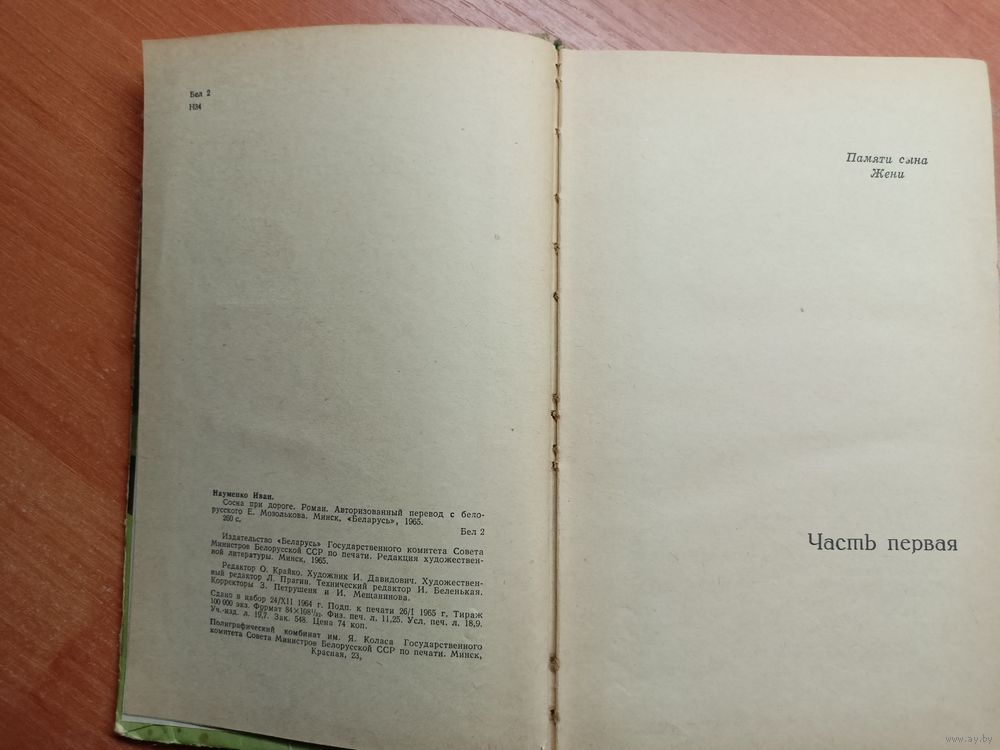 Бел 2
Н34
Науменко Иван.
Сосна при дороге. Роман. Авторизованный перевод с бело-
русского Е. Мозолькова. Минск, «Беларусь», 1965.
260 с.
Бел 2
Издательство «Беларусь» Государственного комитета Совета
Министров Белорусской ССР по печати. Редакция художествен-
ной литературы. Минск, 1965.
Редактор О. Крайко. Художник И. Давидович. Художествен-
ный редактор Л. Прагин. Технический редактор И. Беленькая.
Корректоры З. Петрушеня и И. Мещанинова.
Сдано в набор 24/XII 1964 г. Подп. к печати 26/I 1965 г. Тираж
100 000 экз. Формат 84×108¹/₃₂. Физ. печ. л. 11,25. Усл. печ. л. 18,9.
Уч.-изд. л. 19,7. Зак. 548. Цена 74 коп.
Полиграфический комбинат им. Я. Коласа Государственного
комитета Совета Министров Белорусской ССР по печати. Минск,
Красная, 23.
Памяти сына
Жени
Часть первая
www.ay.by